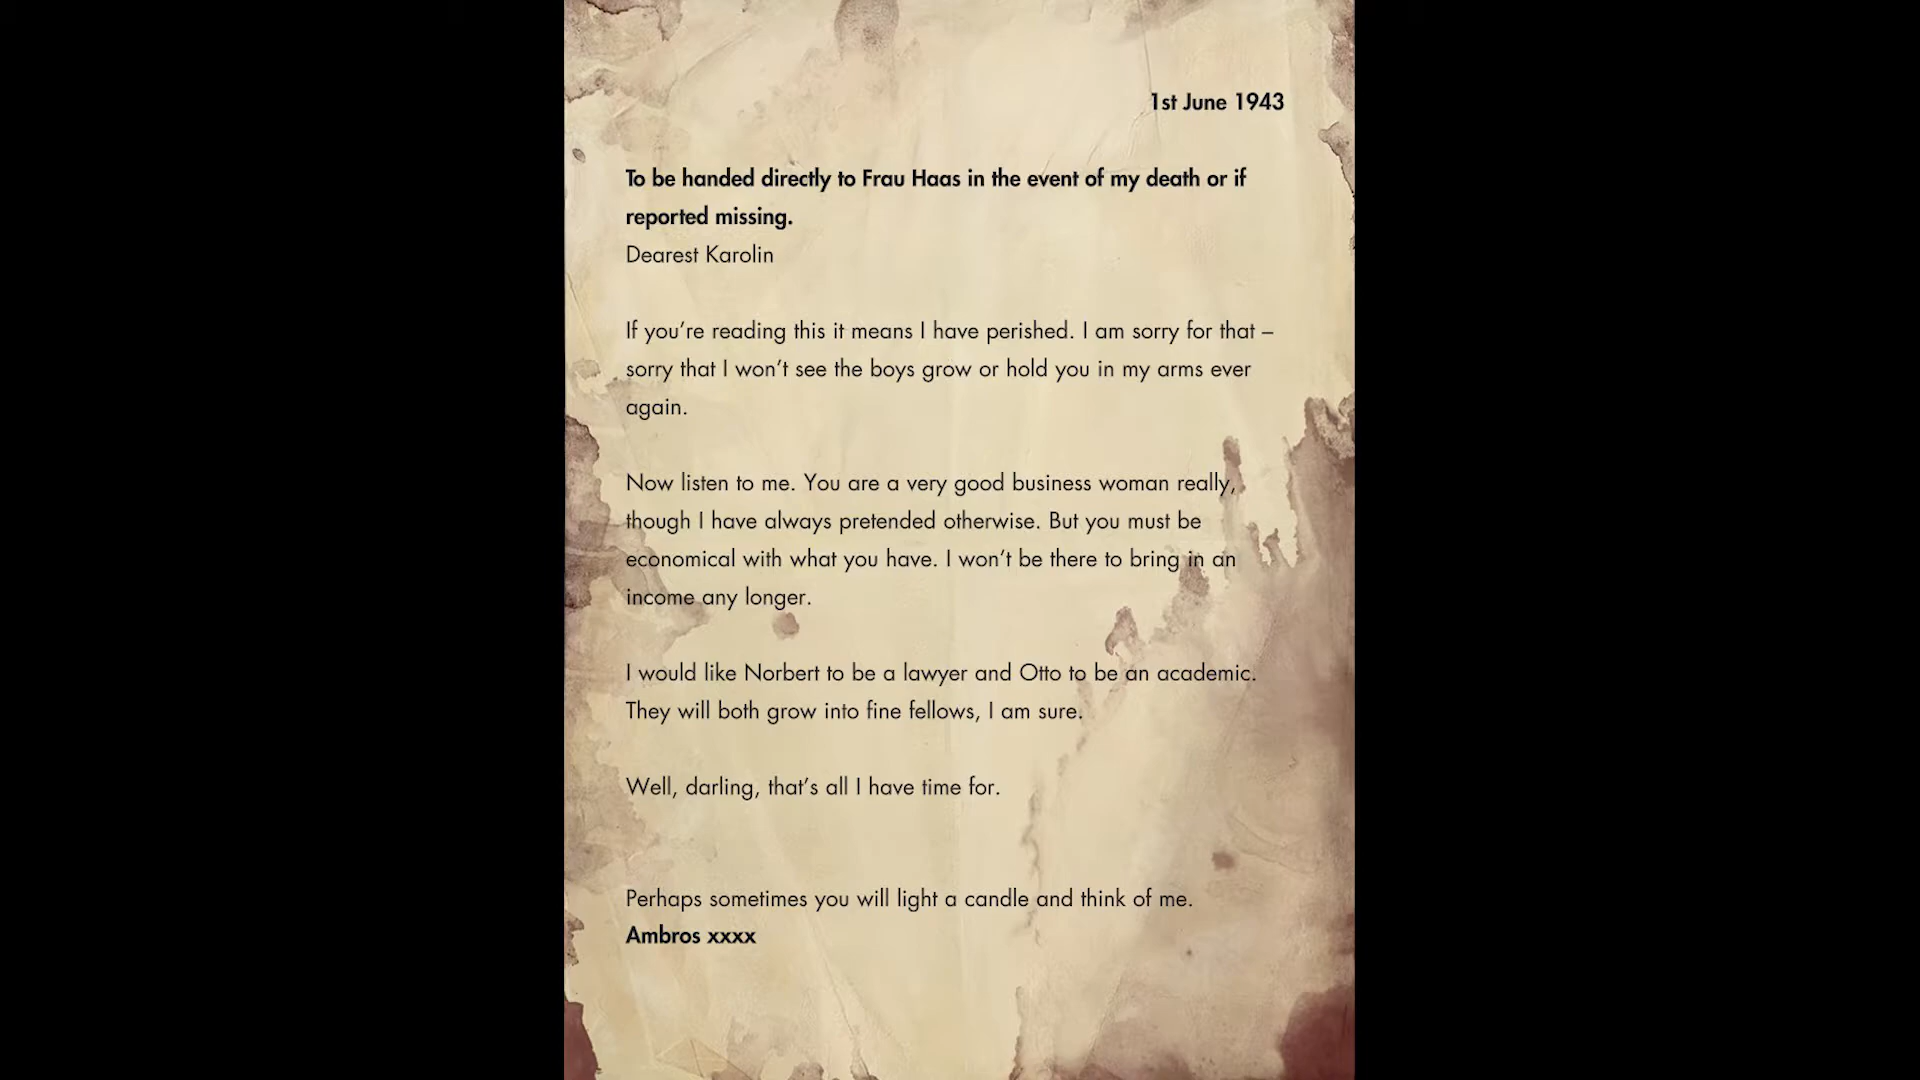 1st June 1943
To be handed directly to Frau Haas in the event of my death or if
reported missing.
Dearest Karolin
If you’re reading this it means I have perished. I am sorry for that –
sorry that I won’t see the boys grow or hold you in my arms ever
again.
Now listen to me. You are a very good business woman really,
though I have always pretended otherwise. But you must be
economical with what you have. I won’t be there to bring in an
income any longer.
I would like Norbert to be a lawyer and Otto to be an academic.
They will both grow into fine fellows, I am sure.
Well, darling, that’s all I have time for.
Perhaps sometimes you will light a candle and think of me.
Ambros xxxx